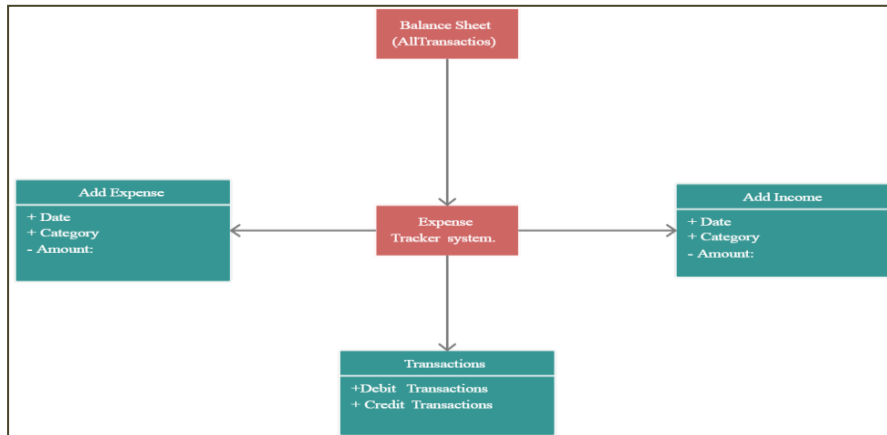 Balance Sheet
(AllTransactios)
Add Expense
+ Date
+ Category
- Amount:
Expense
Tracker system.
Add Income
+ Date
+ Category
- Amount:
Transactions
+Debit Transactions
+ Credit Transactions